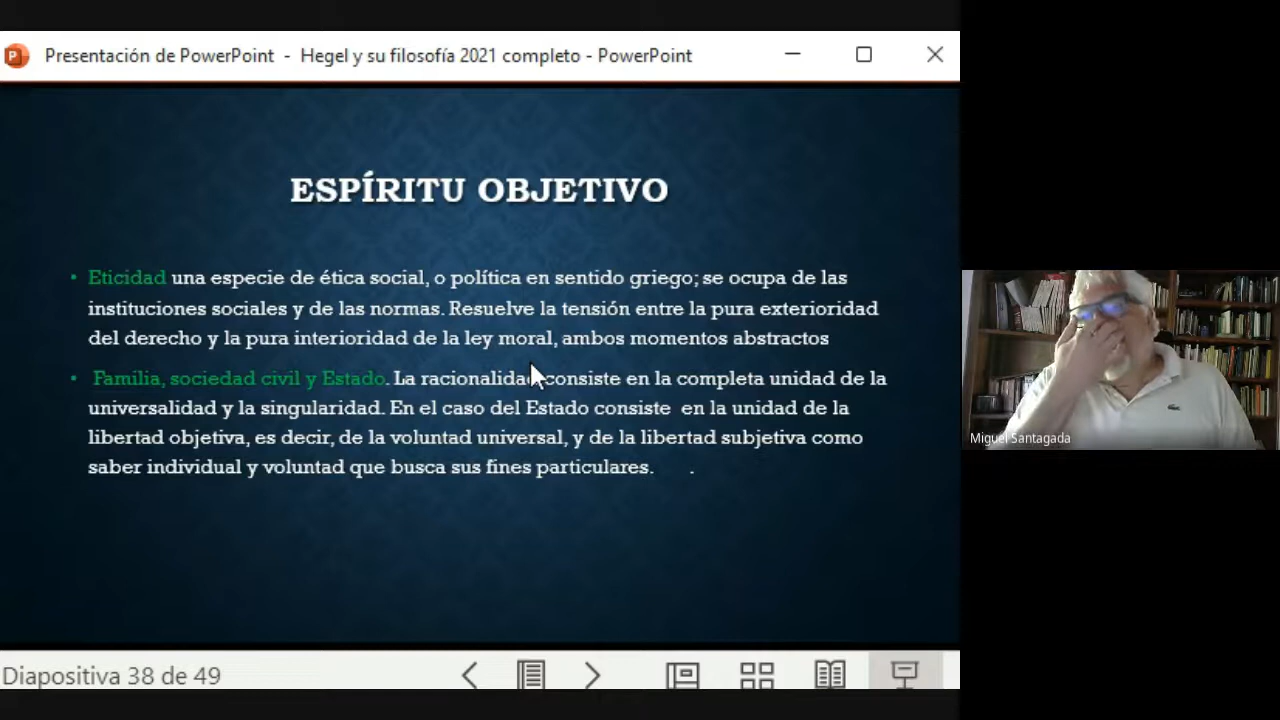 Presentación de PowerPoint - Hegel y su filosofía 2021 completo - PowerPoint
ESPÍRITU OBJETIVO
• Eticidad una especie de ética social, o política en sentido griego; se ocupa de las
instituciones sociales y de las normas. Resuelve la tensión entre la pura exterioridad
del derecho y la pura interioridad de la ley moral, ambos momentos abstractos
• Familia, sociedad civil y Estado. La racionalidad consiste en la completa unidad de la
universalidad y la singularidad. En el caso del Estado consiste en la unidad de la
libertad objetiva, es decir, de la voluntad universal, y de la libertad subjetiva como
saber individual y voluntad que busca sus fines particulares. .
Miguel Santagada
Diapositiva 38 de 49